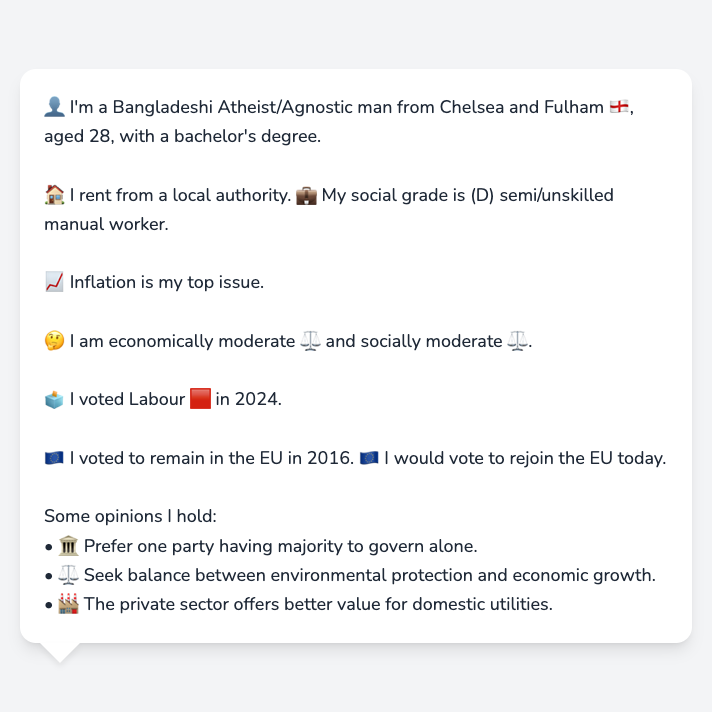 👤 I'm a Bangladeshi Atheist/Agnostic man from Chelsea and Fulham 🏴󠁧󠁢󠁥󠁮󠁧󠁿,
aged 28, with a bachelor's degree.
🏠 I rent from a local authority. 💼 My social grade is (D) semi/unskilled
manual worker.
📈 Inflation is my top issue.
🤔 I am economically moderate ⚖️ and socially moderate ⚖️.
🗳️ I voted Labour 🟥 in 2024.
🇪🇺 I voted to remain in the EU in 2016. 🇪🇺 I would vote to rejoin the EU today.
Some opinions I hold:
• 🏛️ Prefer one party having majority to govern alone.
• ⚖️ Seek balance between environmental protection and economic growth.
• 🏭 The private sector offers better value for domestic utilities.